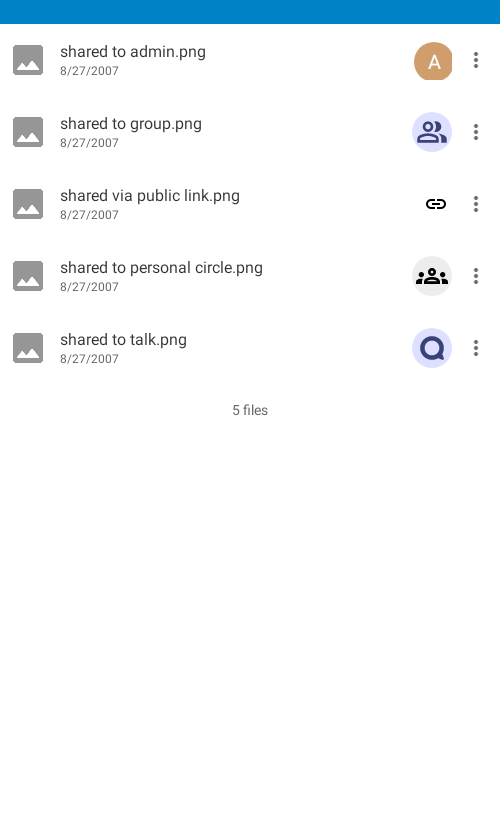 shared to admin.png
8/27/2007
A
shared to group.png
8/27/2007
shared via public link.png
8/27/2007
shared to personal circle.png
8/27/2007
shared to talk.png
8/27/2007
5 files